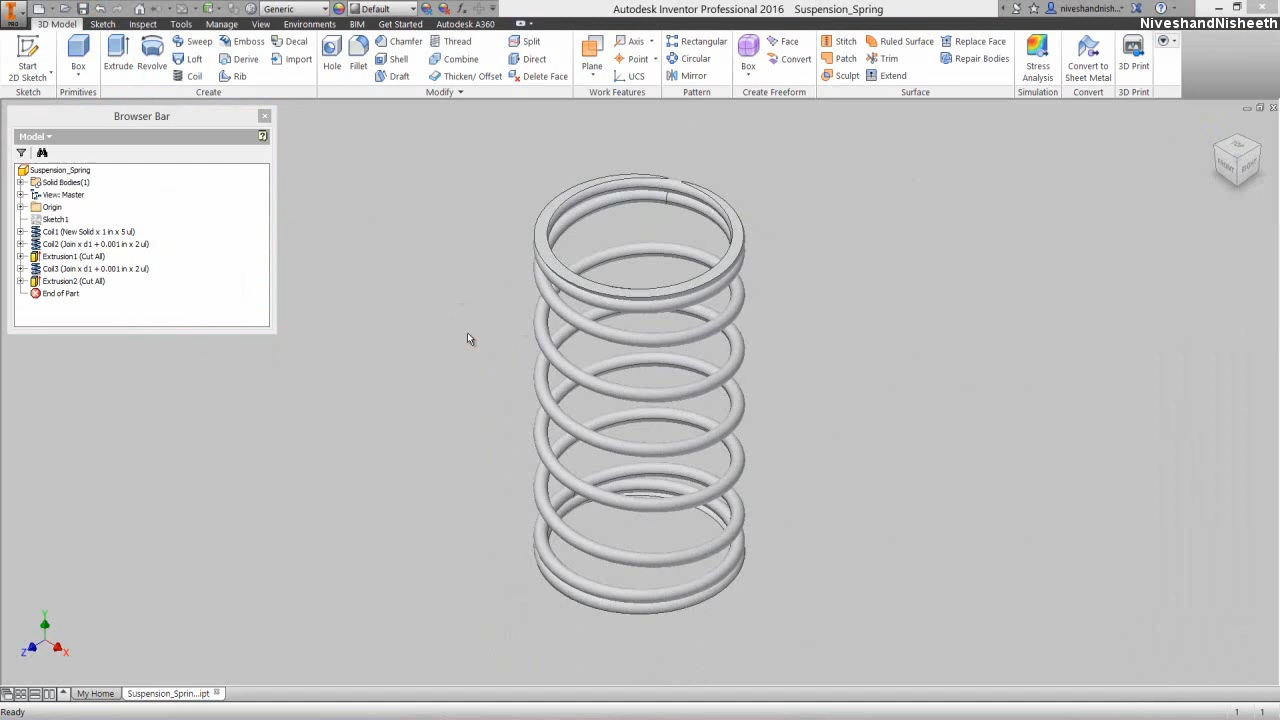 Generic
Default
Autodesk Inventor Professional 2016 Suspension_Spring
niveshandnish...
NiveshandNisheeth
PRO
3D Model Sketch Inspect Tools Manage View Environments BIM Get Started Autodesk A360
Start
2D Sketch
Box
Extrude
Revolve
Sweep Emboss Decal
Loft Derive Import
Coil Rib
Hole
Fillet
Chamfer Thread Split
Shell Combine Direct
Draft Thicken/ Offset Delete Face
Plane
Axis
Point
UCS
Rectangular
Circular
Mirror
Box
Face
Convert
Stitch Ruled Surface Replace Face
Patch Trim Repair Bodies
Sculpt Extend
Stress
Analysis
Convert to
Sheet Metal
3D Print
Sketch Primitives Create Modify Work Features Pattern Create Freeform Surface Simulation Convert 3D Print
Browser Bar
Model
Suspension_Spring
Solid Bodies(1)
View: Master
Origin
Sketch1
Coil1 (New Solid x 1 in x 5 ul)
Coil2 (Join x d1 + 0.001 in x 2 ul)
Extrusion1 (Cut All)
Coil3 (Join x d1 + 0.001 in x 2 ul)
Extrusion2 (Cut All)
End of Part
TOP
FRONT
RIGHT
Y
Z
X
My Home
Suspension_Sprin...ipt
Ready
1 1